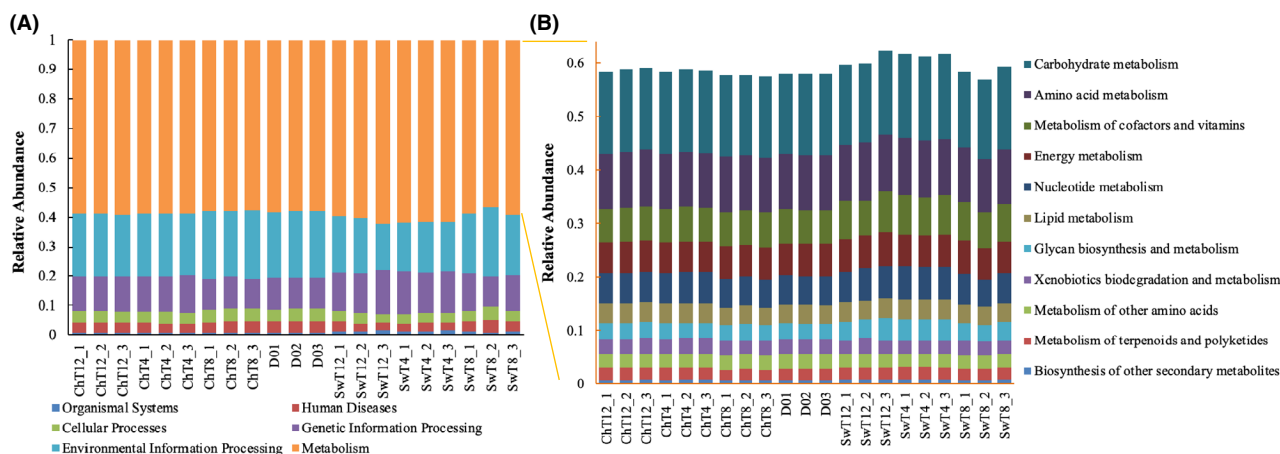 (A)
(B)
Relative Abundance
1
0.9
0.8
0.7
0.6
0.5
0.4
0.3
0.2
0.1
0
ChT12_1
ChT12_2
ChT12_3
ChT4_1
ChT4_2
ChT4_3
ChT8_1
ChT8_2
ChT8_3
D01
D02
D03
SwT12_1
SwT12_2
SwT12_3
SwT4_1
SwT4_2
SwT4_3
SwT8_1
SwT8_2
SwT8_3
Organismal Systems
Human Diseases
Cellular Processes
Genetic Information Processing
Environmental Information Processing
Metabolism
Relative Abundance
0.6
0.5
0.4
0.3
0.2
0.1
0
ChT12_1
ChT12_2
ChT12_3
ChT4_1
ChT4_2
ChT4_3
ChT8_1
ChT8_2
ChT8_3
D01
D02
D03
SwT12_1
SwT12_2
SwT12_3
SwT4_1
SwT4_2
SwT4_3
SwT8_1
SwT8_2
SwT8_3
Carbohydrate metabolism
Amino acid metabolism
Metabolism of cofactors and vitamins
Energy metabolism
Nucleotide metabolism
Lipid metabolism
Glycan biosynthesis and metabolism
Xenobiotics biodegradation and metabolism
Metabolism of other amino acids
Metabolism of terpenoids and polyketides
Biosynthesis of other secondary metabolites